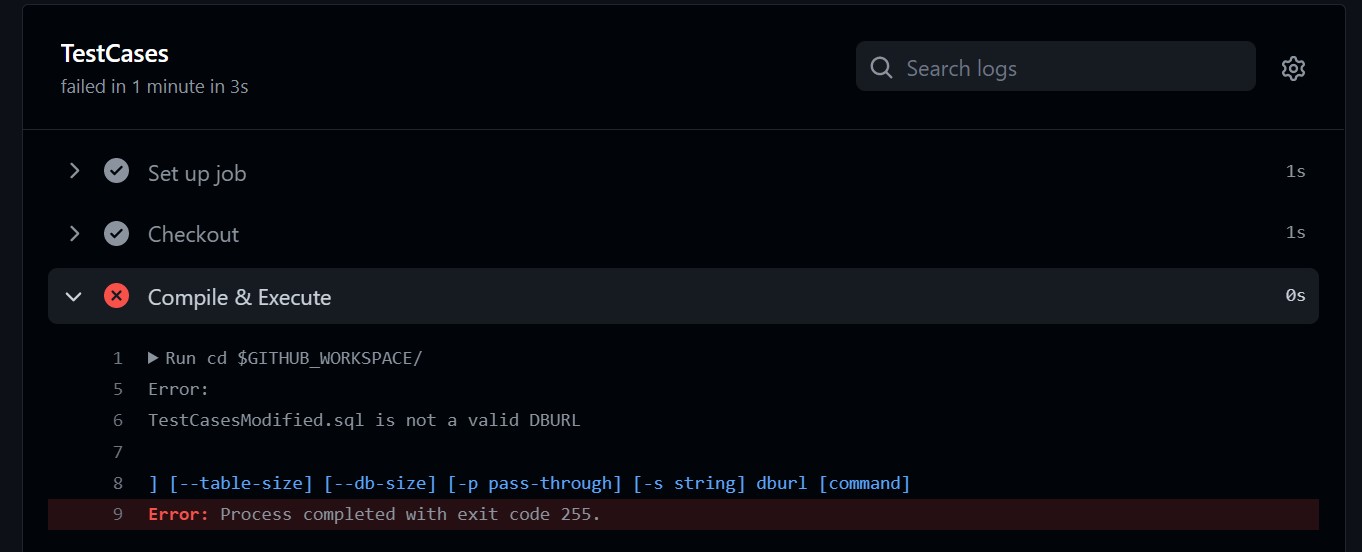 TestCases
failed in 1 minute in 3s
Search logs
Set up job 1s
Checkout 1s
Compile & Execute 0s
1 Run cd $GITHUB_WORKSPACE/
5 Error:
6 TestCasesModified.sql is not a valid DBURL
7
8 ] [--table-size] [--db-size] [-p pass-through] [-s string] dburl [command]
9 Error: Process completed with exit code 255.